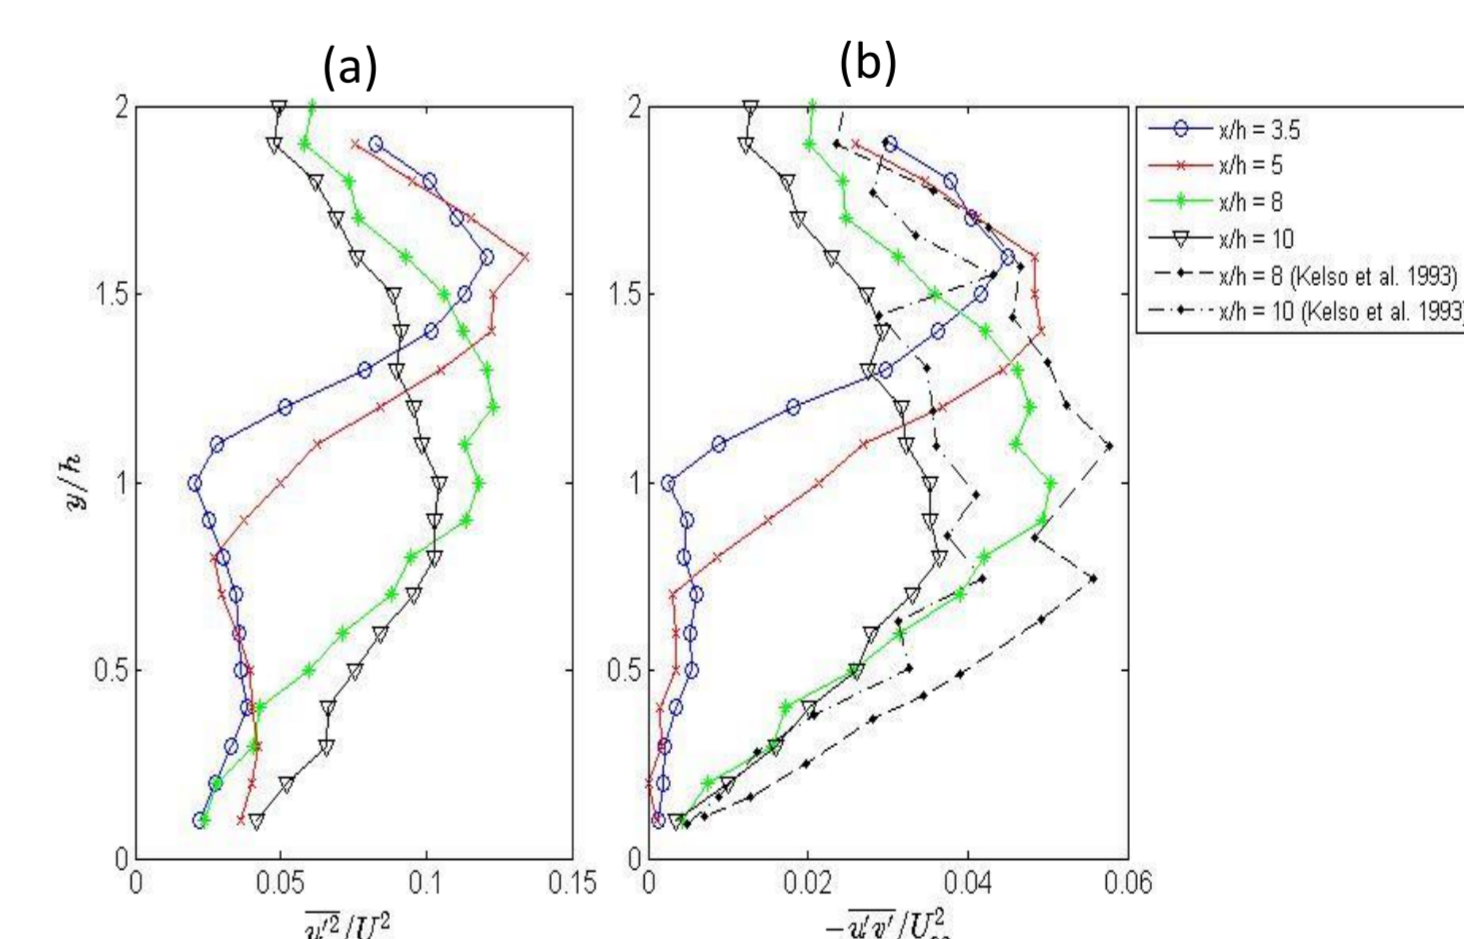 (a)
(b)
2
1.5
1
0.5
0
y/h
0
0.05
0.1
0.15
2
1.5
1
0.5
0
0
0.02
0.04
0.06
x/h = 3.5
x/h = 5
x/h = 8
x/h = 10
x/h = 8 (Kelso et al. 1993)
x/h = 10 (Kelso et al. 1993)